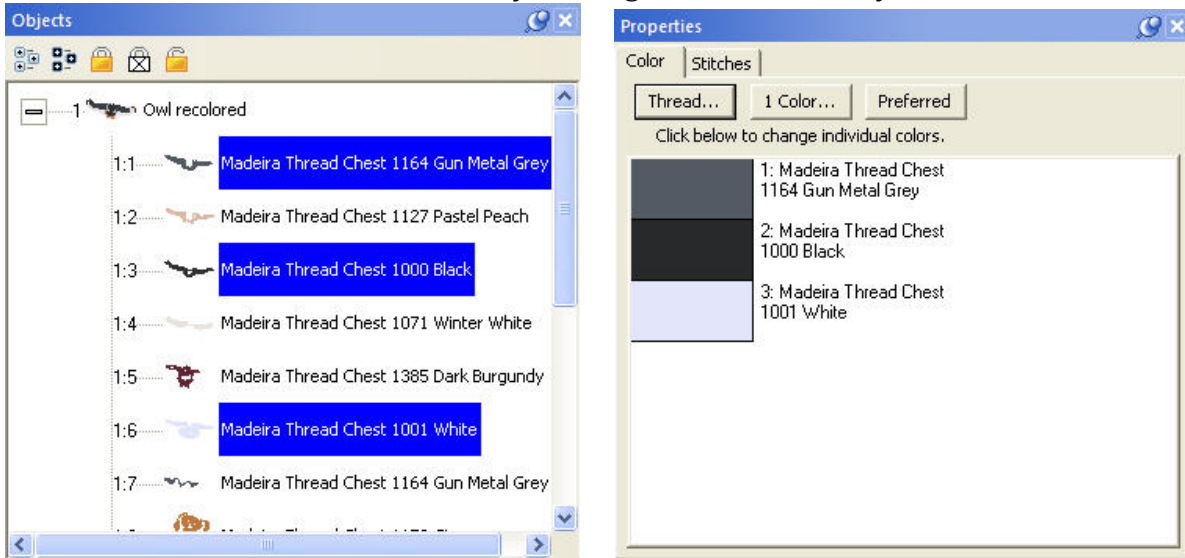 Objects
1
Owl recolored
1:1 Madeira Thread Chest 1164 Gun Metal Grey
1:2 Madeira Thread Chest 1127 Pastel Peach
1:3 Madeira Thread Chest 1000 Black
1:4 Madeira Thread Chest 1071 Winter White
1:5 Madeira Thread Chest 1385 Dark Burgundy
1:6 Madeira Thread Chest 1001 White
1:7 Madeira Thread Chest 1164 Gun Metal Grey
Properties
Color Stitches
Thread... 1 Color... Preferred
Click below to change individual colors.
1: Madeira Thread Chest
1164 Gun Metal Grey
2: Madeira Thread Chest
1000 Black
3: Madeira Thread Chest
1001 White